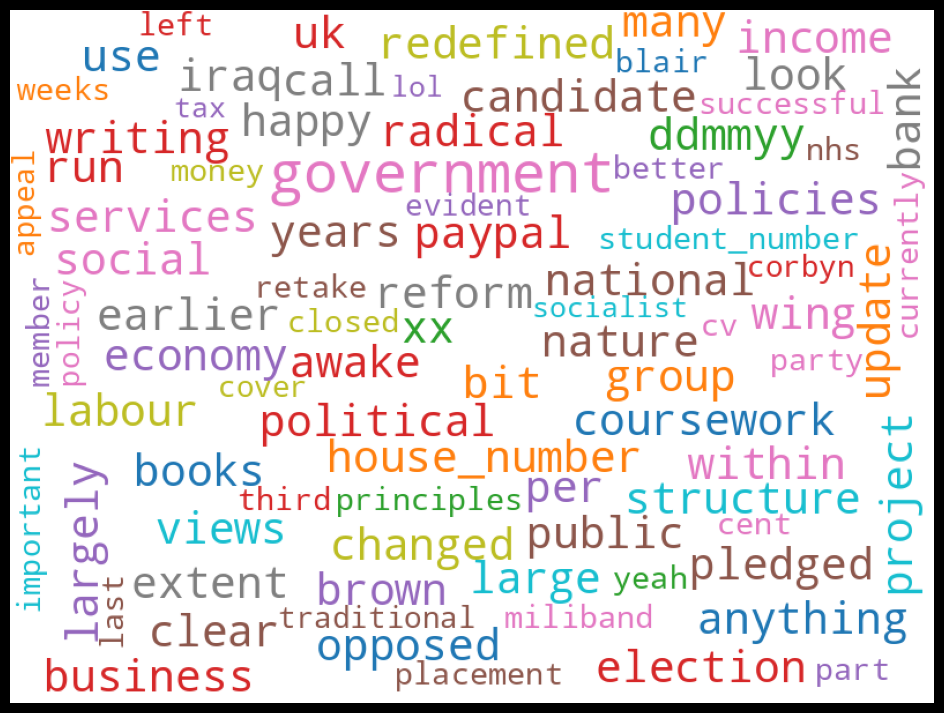 left uk redefined many income
use iraq call lol blair look
weeks tax happy candidate successful bank
writing radical ddmmyy nhs
run money government better
appeal services evident policies currently
years paypal student_number
social retake reform national corbyn update
member policy earlier closed xx socialist cv wing
economy awake nature party
cover bit group
labour political coursework
important largely books house_number within project
third principles per structure
views changed public cent
last extent brown large yeah pledged
clear traditional miliband anything
opposed
business placement election part